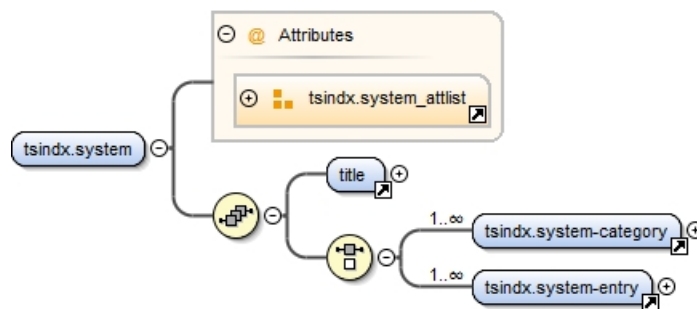 @ Attributes
tsindx.system_attlist
tsindx.system
title
1..∞
tsindx.system-category
1..∞
tsindx.system-entry